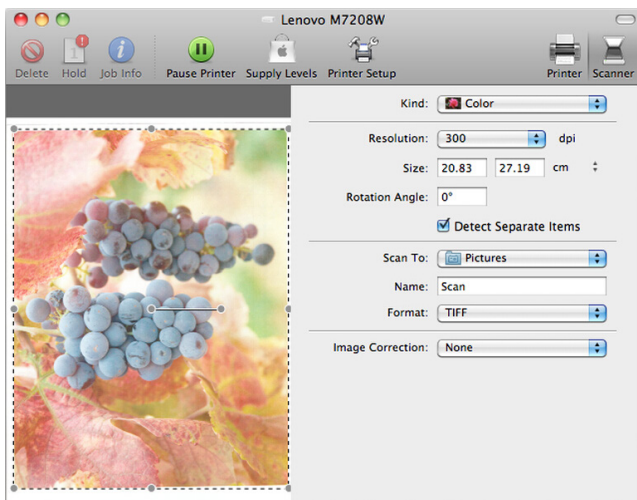 Lenovo M7208W
Delete Hold Job Info Pause Printer Supply Levels Printer Setup Printer Scanner
Kind: Color
Resolution: 300 dpi
Size: 20.83 27.19 cm
Rotation Angle: 0°
Detect Separate Items
Scan To: Pictures
Name: Scan
Format: TIFF
Image Correction: None